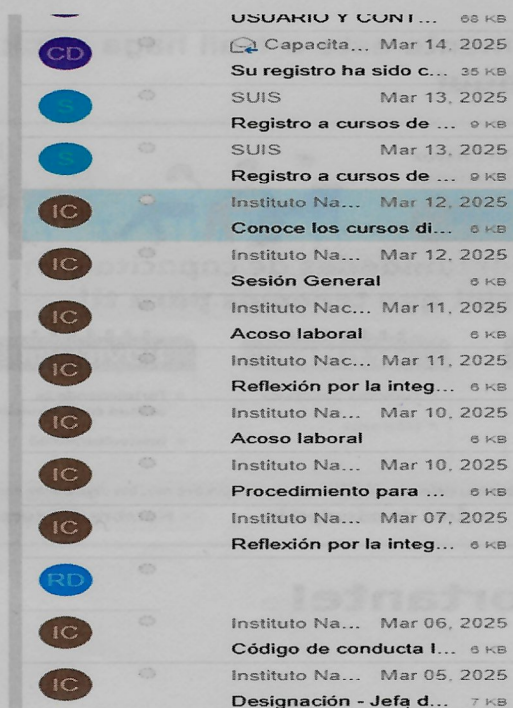 USUARIO Y CONT... 68 KB
CD Capacita... Mar 14, 2025
Su registro ha sido c... 35 KB
S SUIS Mar 13, 2025
Registro a cursos de ... 9 KB
S SUIS Mar 13, 2025
Registro a cursos de ... 9 KB
IC Instituto Na... Mar 12, 2025
Conoce los cursos di... 6 KB
IC Instituto Na... Mar 12, 2025
Sesión General 6 KB
IC Instituto Nac... Mar 11, 2025
Acoso laboral 6 KB
IC Instituto Nac... Mar 11, 2025
Reflexión por la integ... 6 KB
IC Instituto Na... Mar 10, 2025
Acoso laboral 6 KB
IC Instituto Na... Mar 10, 2025
Procedimiento para ... 6 KB
IC Instituto Na... Mar 07, 2025
Reflexión por la integ... 6 KB
RD
IC Instituto Na... Mar 06, 2025
Código de conducta I... 6 KB
IC Instituto Na... Mar 05, 2025
Designación - Jefa d... 7 KB